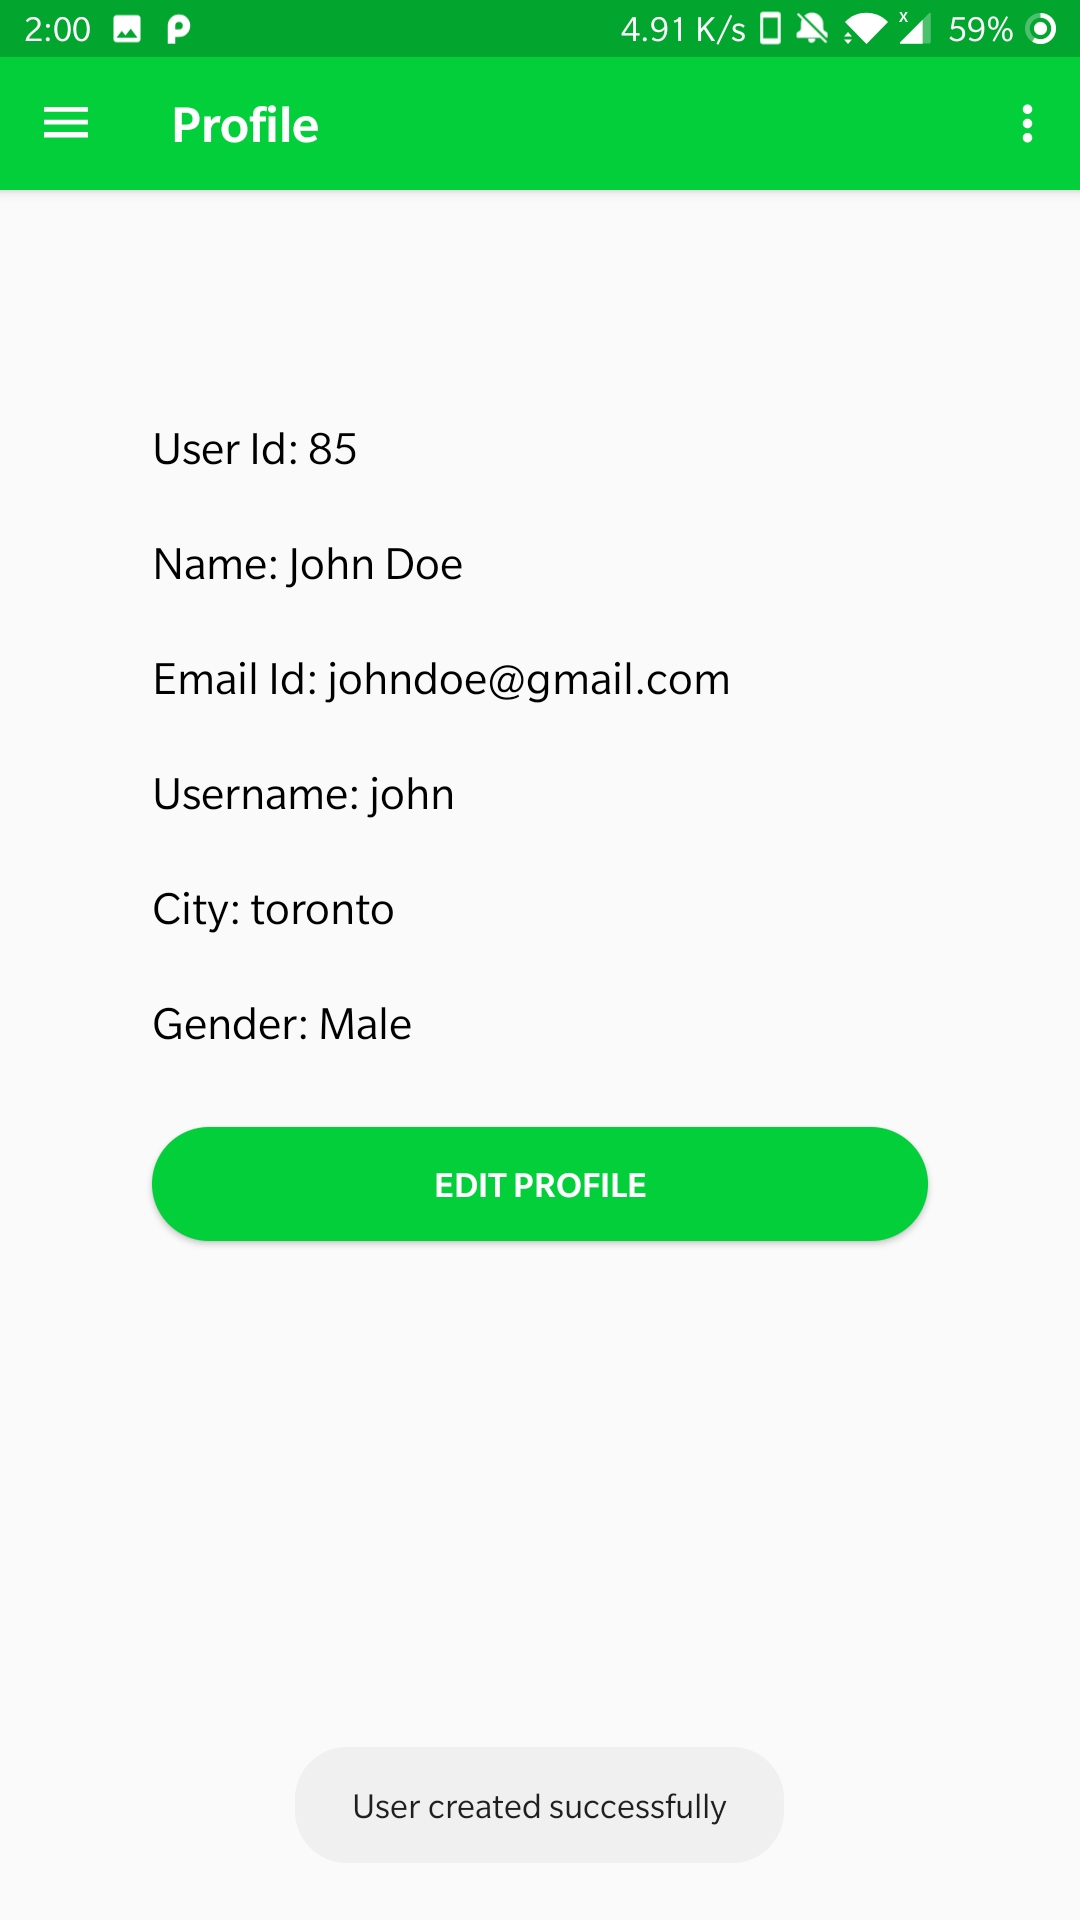 2:00 4.91 K/s x 59%
Profile
User Id: 85
Name: John Doe
Email Id: johndoe@gmail.com
Username: john
City: toronto
Gender: Male
EDIT PROFILE
User created successfully